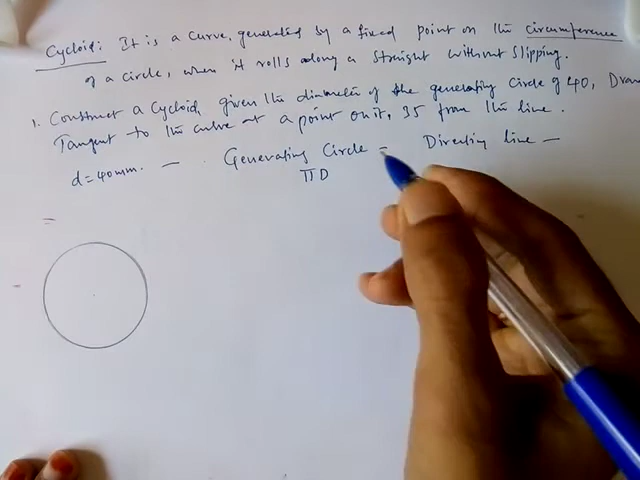 Cycloid: It is a curve, generated by a fixed point on the circumference
of a circle, when it rolls along a straight without slipping.
1. Construct a cycloid given the diameter of the generating circle of 40, Draw
Tangent to the curve at a point on it, 35 from the line.
d=40mm. — Generating Circle = Directing line —
πD
=